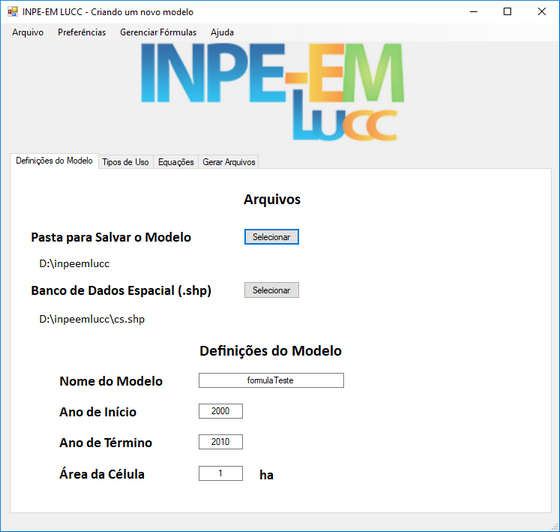 INPE-EM LUCC - Criando um novo modelo
Arquivo Preferências Gerenciar Fórmulas Ajuda
INPE-EM
LUCC
Definições do Modelo Tipos de Uso Equações Gerar Arquivos
Arquivos
Pasta para Salvar o Modelo Selecionar
D:\inpeemlucc
Banco de Dados Espacial (.shp) Selecionar
D:\inpeemlucc\cs.shp
Definições do Modelo
Nome do Modelo formulaTeste
Ano de Início 2000
Ano de Término 2010
Área da Célula 1 ha